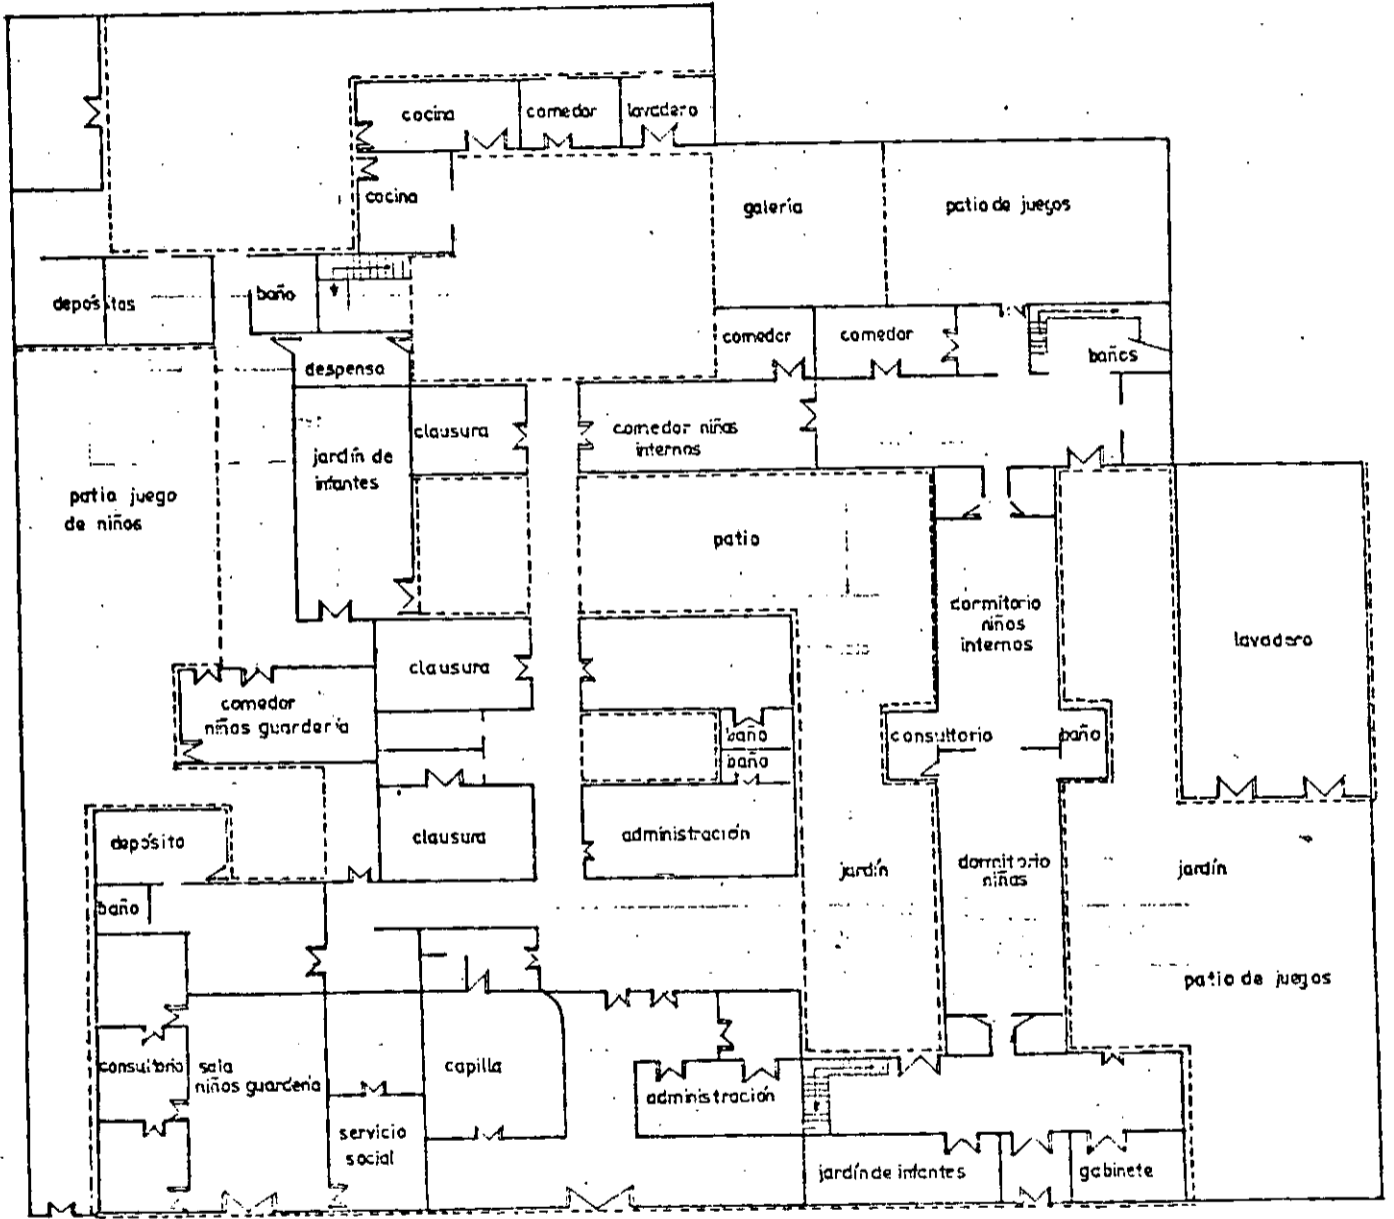 cocina
comedor
lavadero
cocina
galería
patio de juegos
depósitos
baño
comedor
comedor
baños
despensa
clausura
comedor niñas
internos
jardín de
infantes
patio juego
de niños
patio
dormitorio
niños
internos
lavadero
clausura
comedor
niños guardería
consultorio
baño
baño
baño
depósito
clausura
administración
jardín
dormitorio
niñas
jardín
baño
patio de juegos
consultorio
sala
niños guardería
capilla
administración
servicio
social
jardín de infantes
gabinete